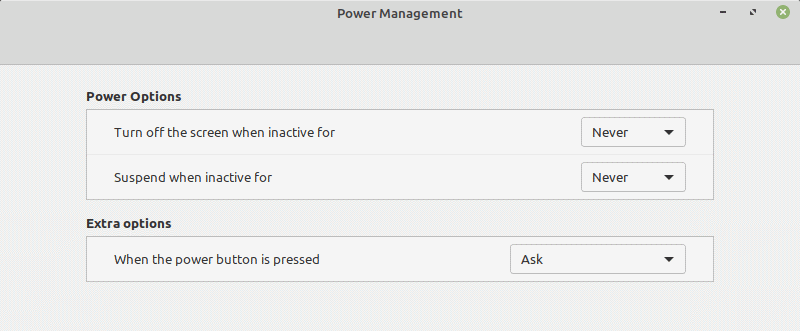 Power Management
Power Options
Turn off the screen when inactive for Never
Suspend when inactive for Never
Extra options
When the power button is pressed Ask